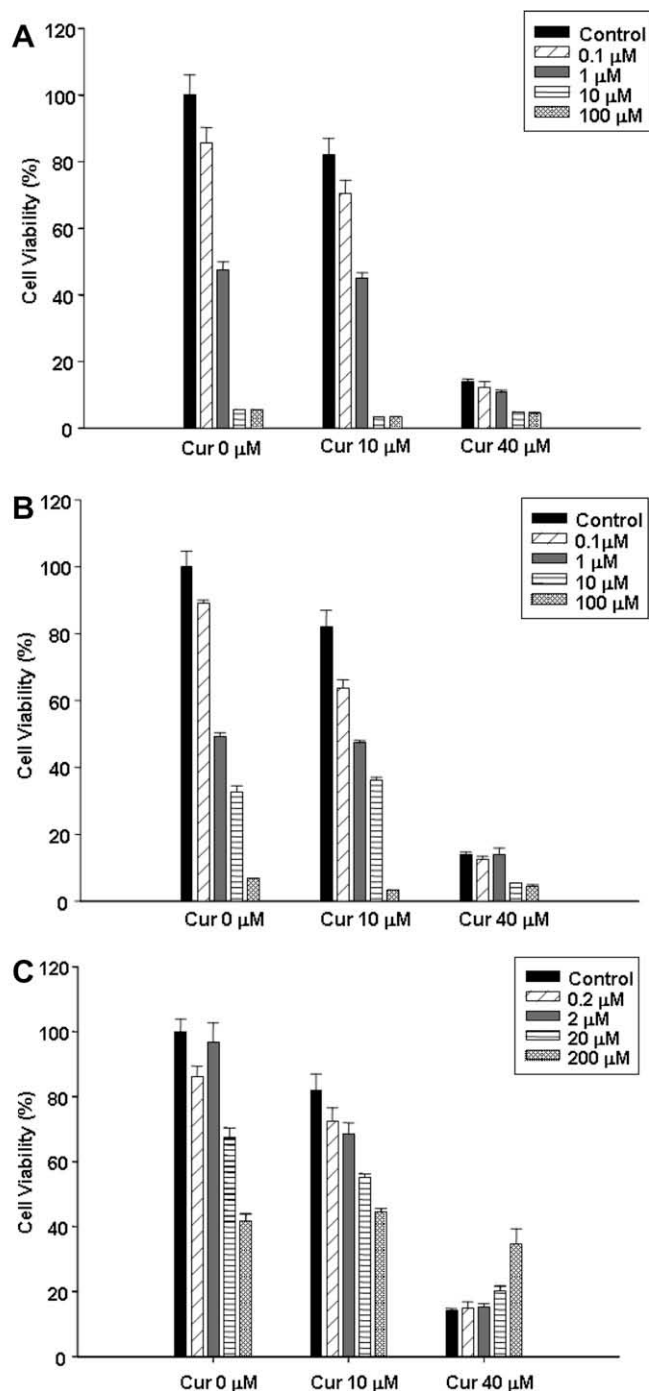 A
120
100
80
60
40
20
0
Cell Viability (%)
Cur 0 μM
Cur 10 μM
Cur 40 μM
Control
0.1 μM
1 μM
10 μM
100 μM
B
120
100
80
60
40
20
0
Cell Viability (%)
Cur 0 μM
Cur 10 μM
Cur 40 μM
Control
0.1μM
1 μM
10 μM
100 μM
C
120
100
80
60
40
20
0
Cell Viability (%)
Cur 0 μM
Cur 10 μM
Cur 40 μM
Control
0.2 μM
2 μM
20 μM
200 μM